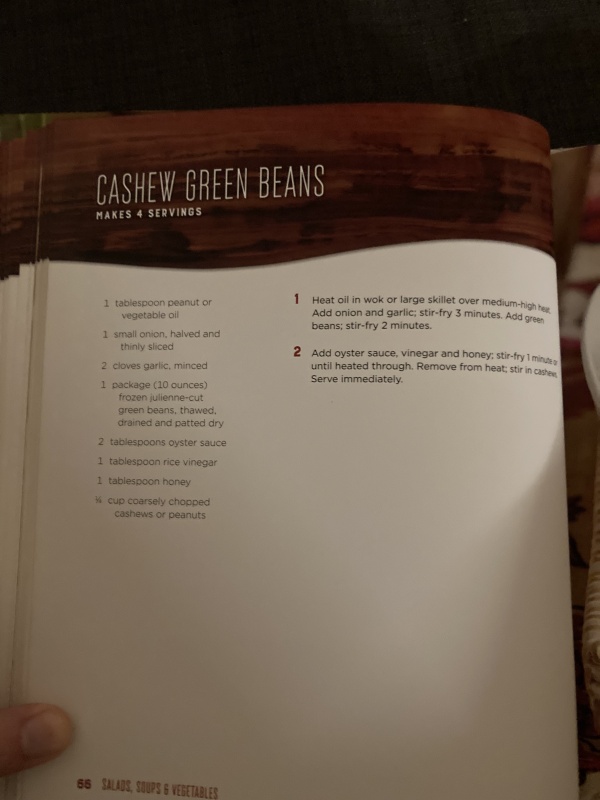 CASHEW GREEN BEANS
MAKES 4 SERVINGS
1 tablespoon peanut or
vegetable oil
1 small onion, halved and
thinly sliced
2 cloves garlic, minced
1 package (10 ounces)
frozen julienne-cut
green beans, thawed,
drained and patted dry
2 tablespoons oyster sauce
1 tablespoon rice vinegar
1 tablespoon honey
cup coarsely chopped
cashews or peanuts
1 Heat oil in wok or large skillet over medium-high heat.
Add onion and garlic; stir-fry 3 minutes. Add green
beans; stir-fry 2 minutes.
2 Add oyster sauce, vinegar and honey; stir-fry 1 minute or
until heated through. Remove from heat; stir in cashews.
Serve immediately.
66 SALADS, SOUPS & VEGETABLES